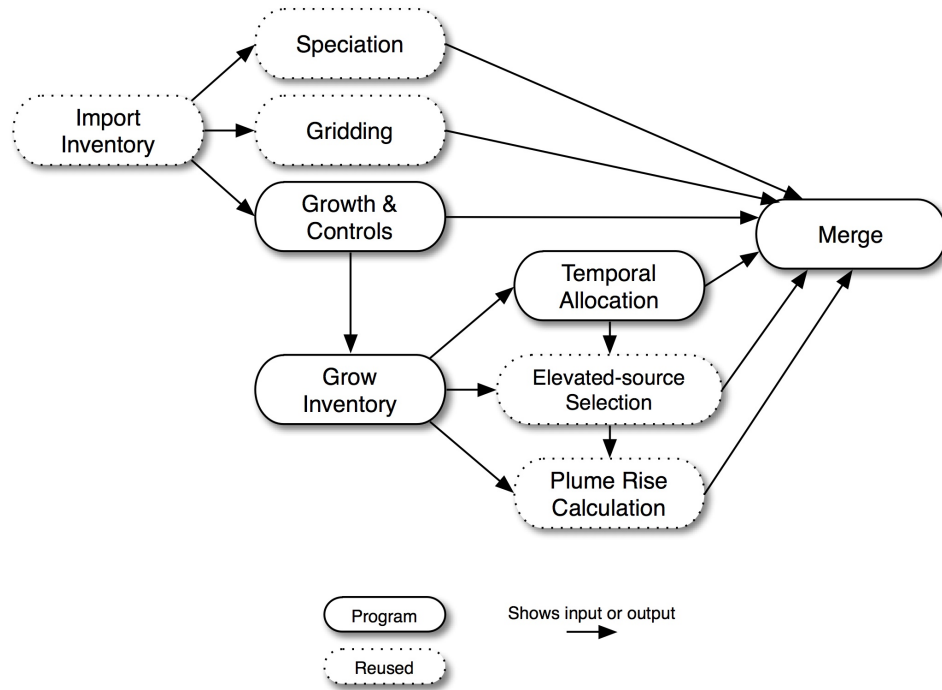 Speciation
Import
Inventory
Gridding
Growth &
Controls
Merge
Temporal
Allocation
Grow
Inventory
Elevated-source
Selection
Plume Rise
Calculation
Program
Shows input or output
Reused